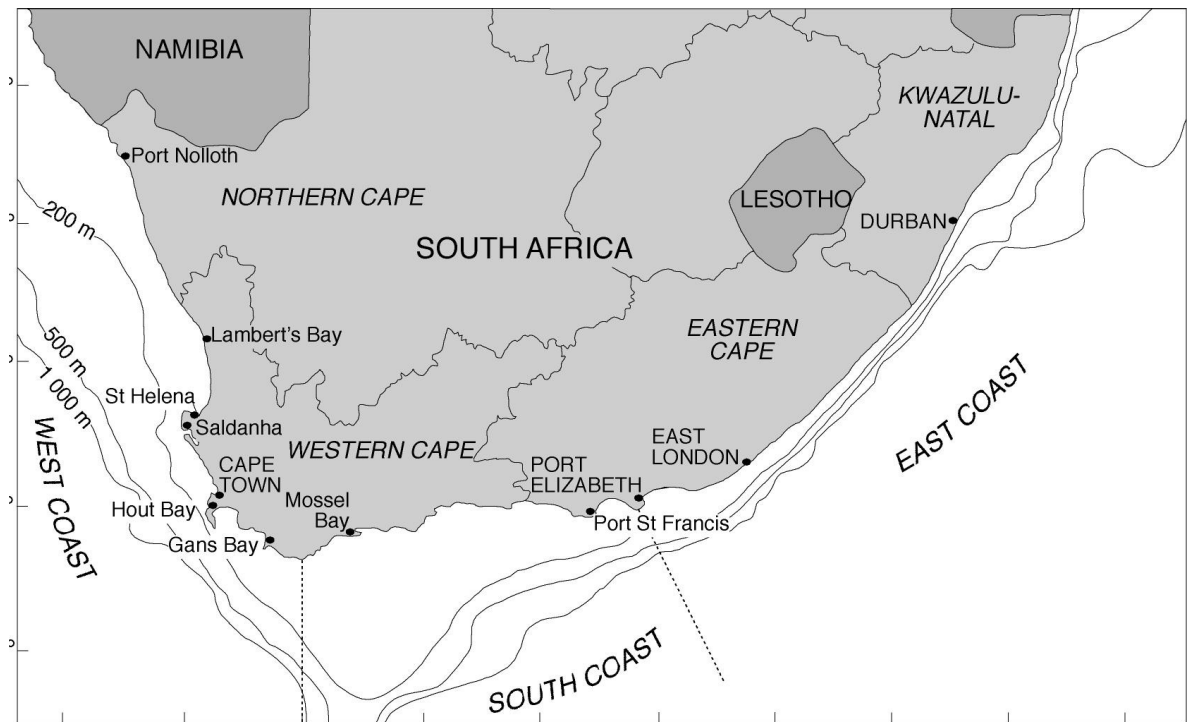 NAMIBIA
KWAZULU-
NATAL
Port Nolloth
NORTHERN CAPE
LESOTHO
DURBAN
200 m
SOUTH AFRICA
Lambert's Bay
EASTERN
CAPE
500 m
1 000 m
St Helena
Saldanha
WEST COAST
WESTERN CAPE
EAST
LONDON
EAST COAST
CAPE
TOWN
PORT
ELIZABETH
Hout Bay
Mossel
Bay
Port St Francis
Gans Bay
SOUTH COAST